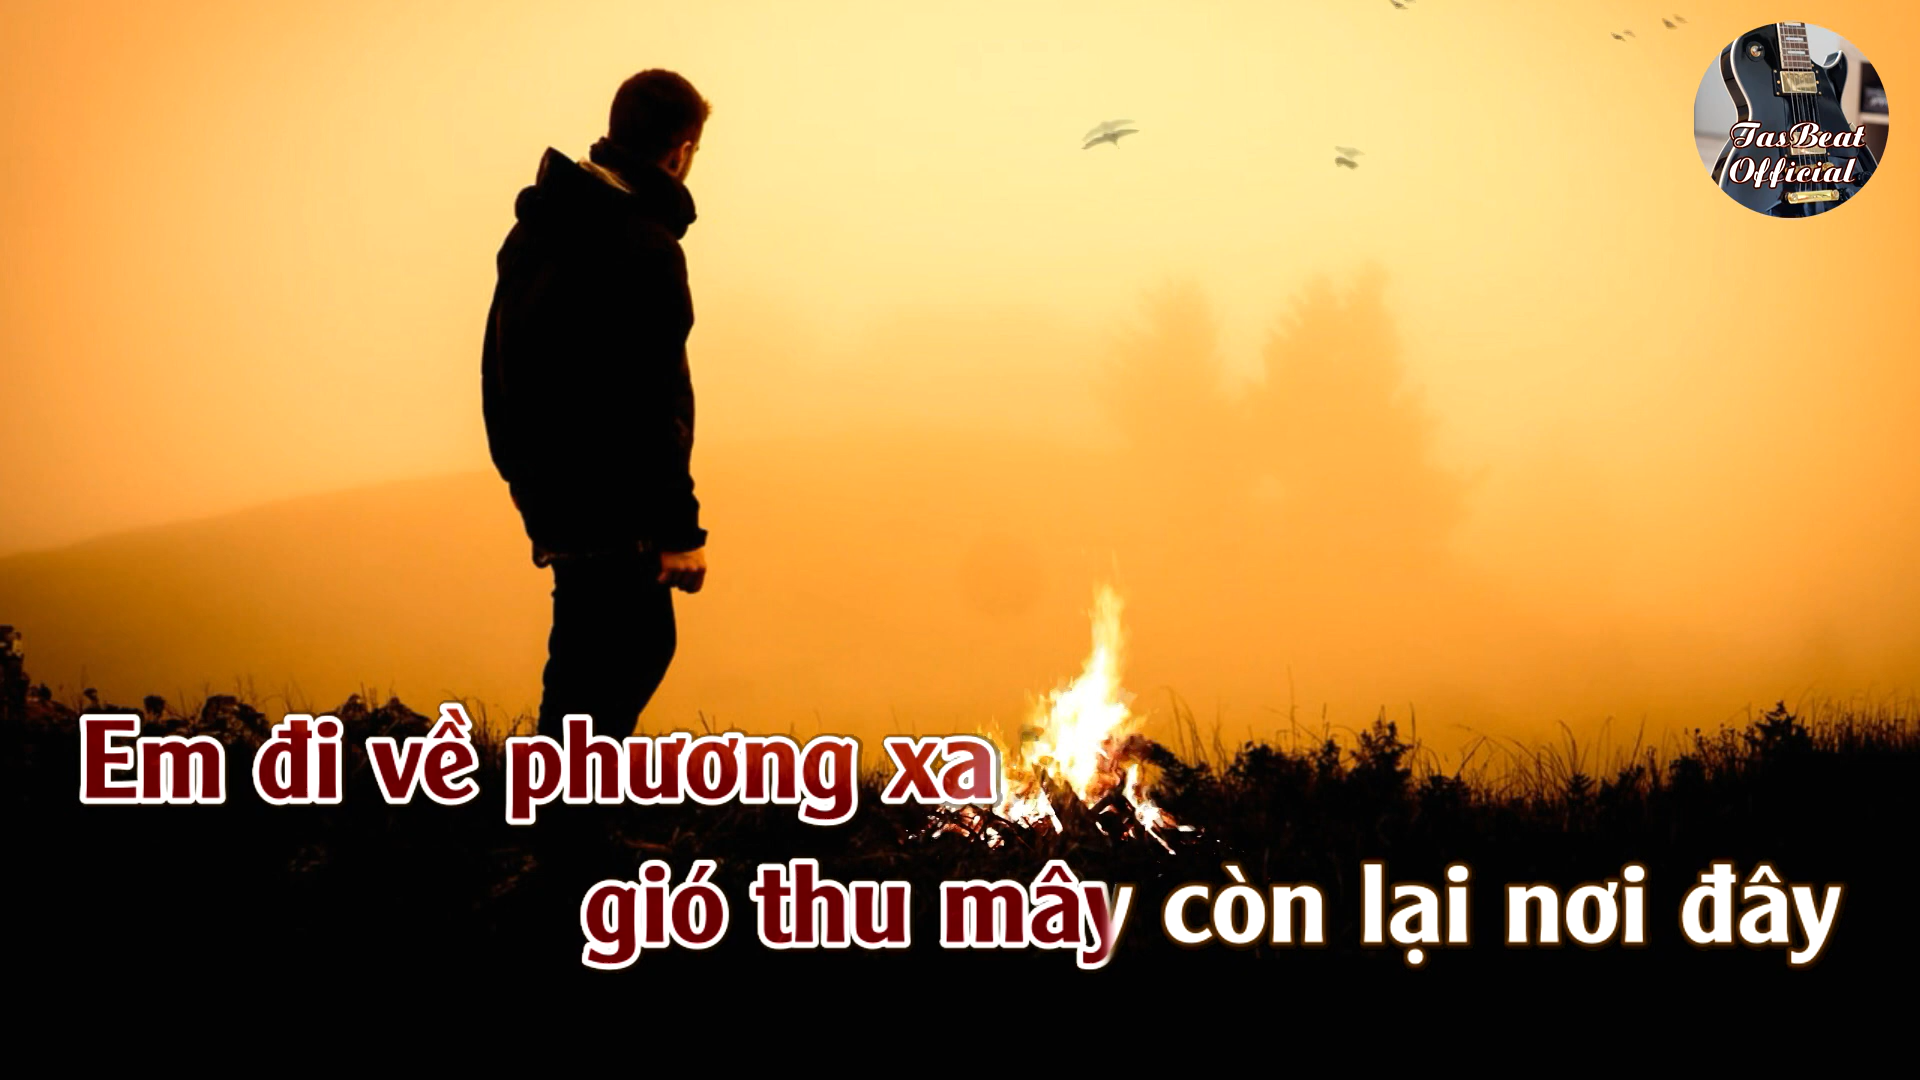 TasBeat
Official
Em đi về phương xa
gió thu mây còn lại nơi đây